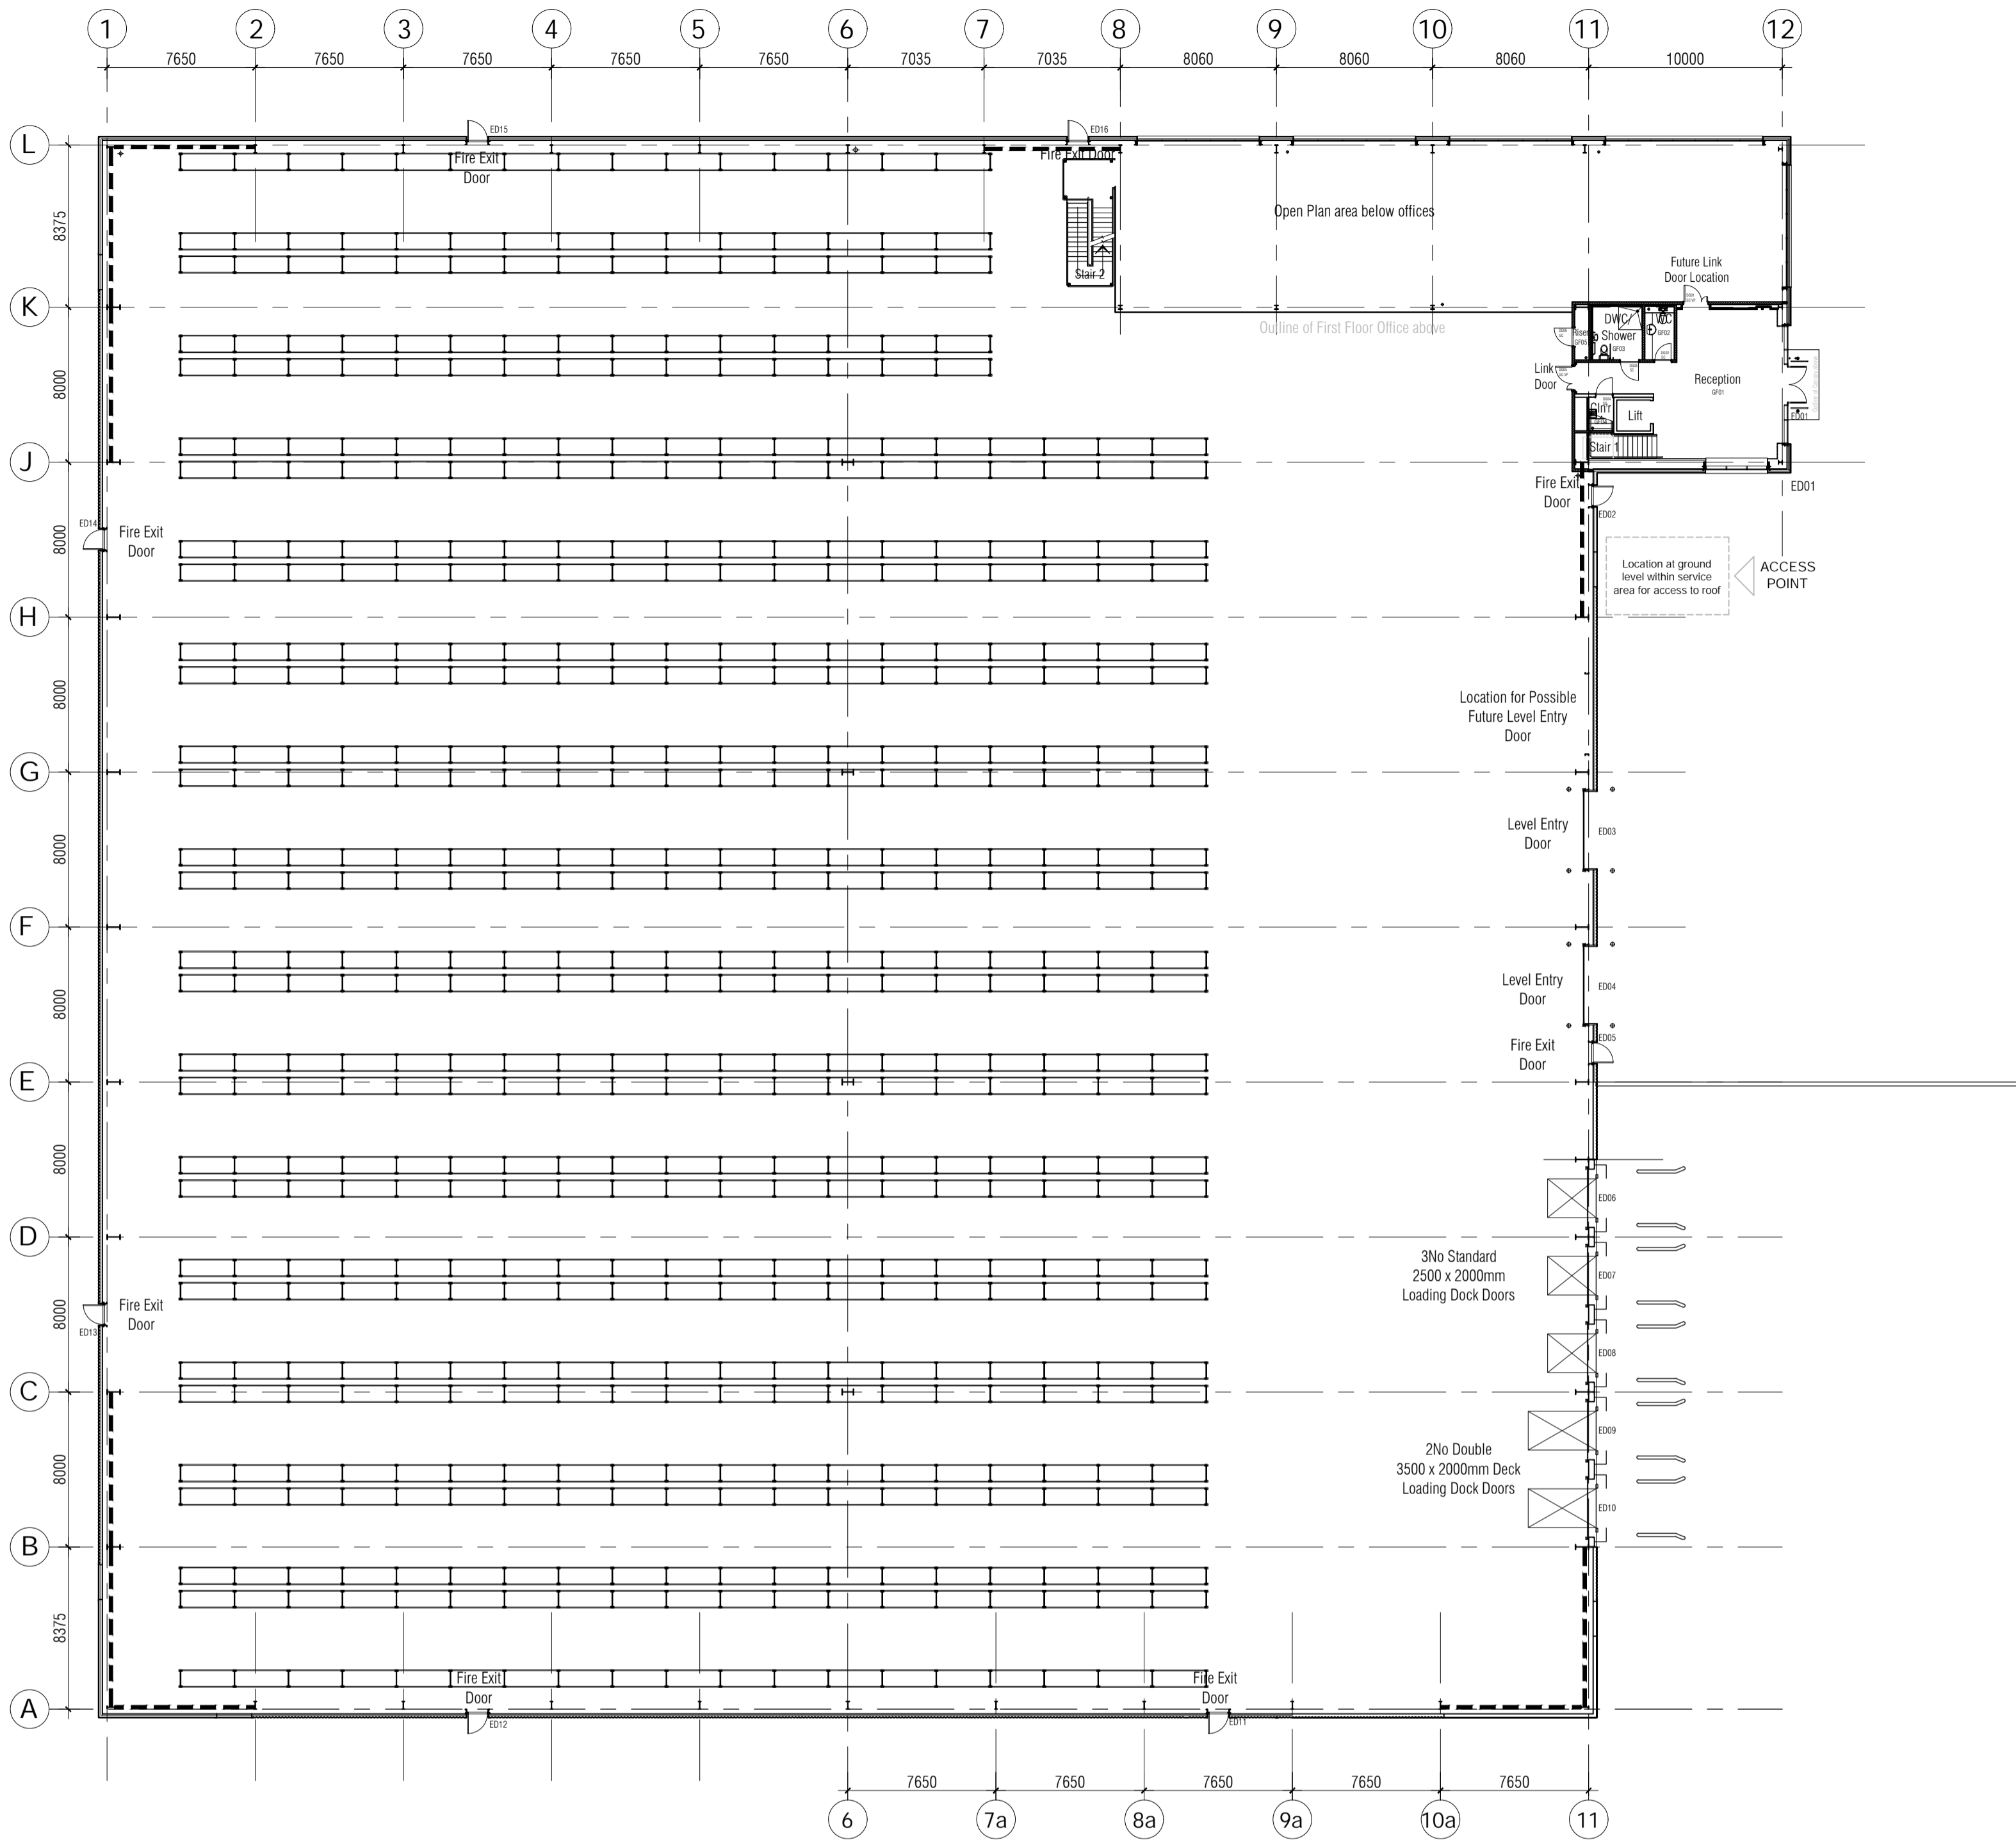 1 2 3 4 5 6 7 8 9 10 11 12
7650 7650 7650 7650 7650 7035 7035 8060 8060 8060 10000
ED15
ED16
L
Fire Exit
Door
Fire Exit Door
8375
Open Plan area below offices
Stair 2
Future Link
Door Location
K
Outline of First Floor Office above
Riser
GF05
DWC/
Shower
GF03
WC
GF02
8000
Link
Door
Reception
GF01
Cln'r
Lift
ED01
Stair 1
J
Fire Exit
Door
ED01
ED02
8000
ED14
Fire Exit
Door
Location at ground
level within service
area for access to roof
ACCESS
POINT
H
8000
Location for Possible
Future Level Entry
Door
G
8000
Level Entry
Door
ED03
F
8000
Level Entry
Door
ED04
Fire Exit
Door
ED05
E
8000
ED06
D
3No Standard
2500 x 2000mm
Loading Dock Doors
ED07
8000
Fire Exit
Door
ED13
ED08
C
8000
2No Double
3500 x 2000mm Deck
Loading Dock Doors
ED09
ED10
B
8375
Fire Exit
Door
Fire Exit
Door
A
ED12
ED11
7650 7650 7650 7650 7650
6 7a 8a 9a 10a 11